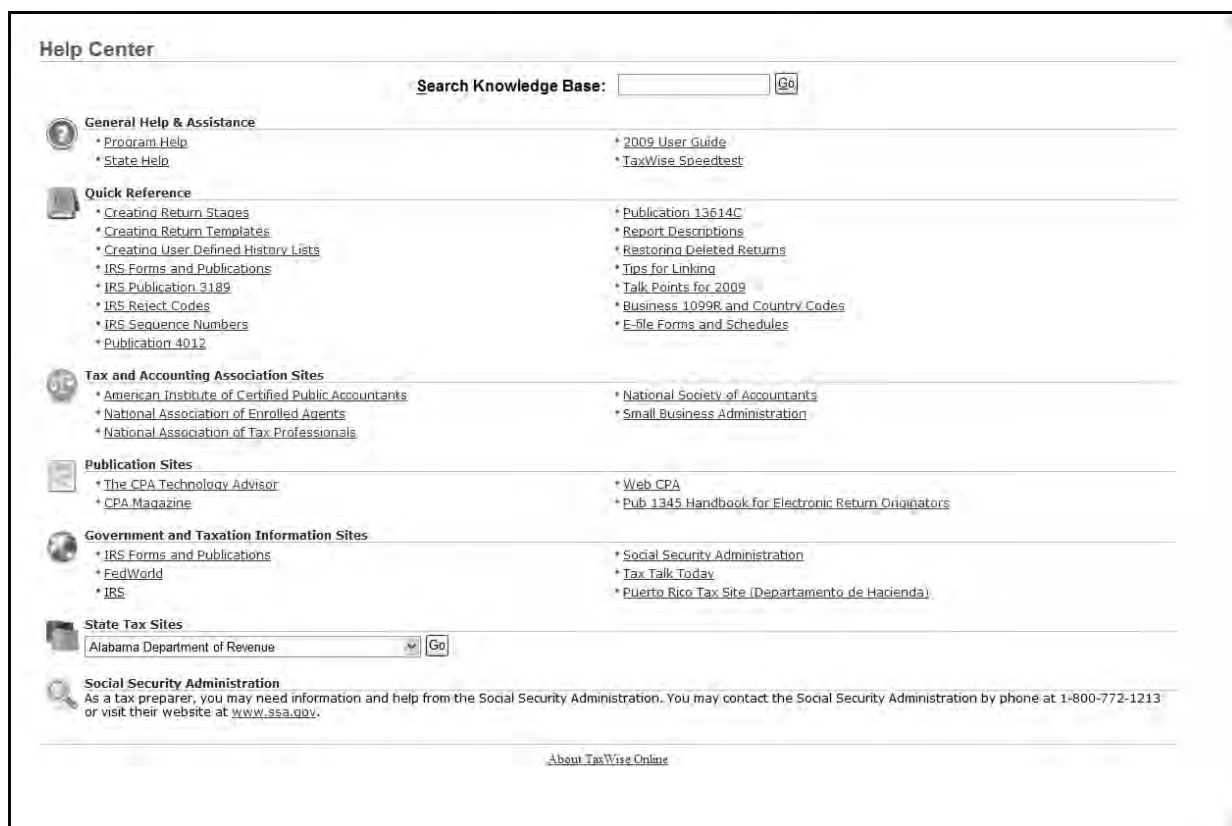 Help Center
Search Knowledge Base: Go
General Help & Assistance
* Program Help
* State Help
* 2009 User Guide
* TaxWise Speedtest
Quick Reference
* Creating Return Stages
* Creating Return Templates
* Creating User Defined History Lists
* IRS Forms and Publications
* IRS Publication 3189
* IRS Reject Codes
* IRS Sequence Numbers
* Publication 4012
* Publication 13614C
* Report Descriptions
* Restoring Deleted Returns
* Tips for Linking
* Talk Points for 2009
* Business 1099R and Country Codes
* E-file Forms and Schedules
Tax and Accounting Association Sites
* American Institute of Certified Public Accountants
* National Association of Enrolled Agents
* National Association of Tax Professionals
* National Society of Accountants
* Small Business Administration
Publication Sites
* The CPA Technology Advisor
* CPA Magazine
* Web CPA
* Pub 1345 Handbook for Electronic Return Originators
Government and Taxation Information Sites
* IRS Forms and Publications
* FedWorld
* IRS
* Social Security Administration
* Tax Talk Today
* Puerto Rico Tax Site (Departamento de Hacienda)
State Tax Sites
Alabama Department of Revenue Go
Social Security Administration
As a tax preparer, you may need information and help from the Social Security Administration. You may contact the Social Security Administration by phone at 1-800-772-1213
or visit their website at www.ssa.gov.
About TaxWise Online